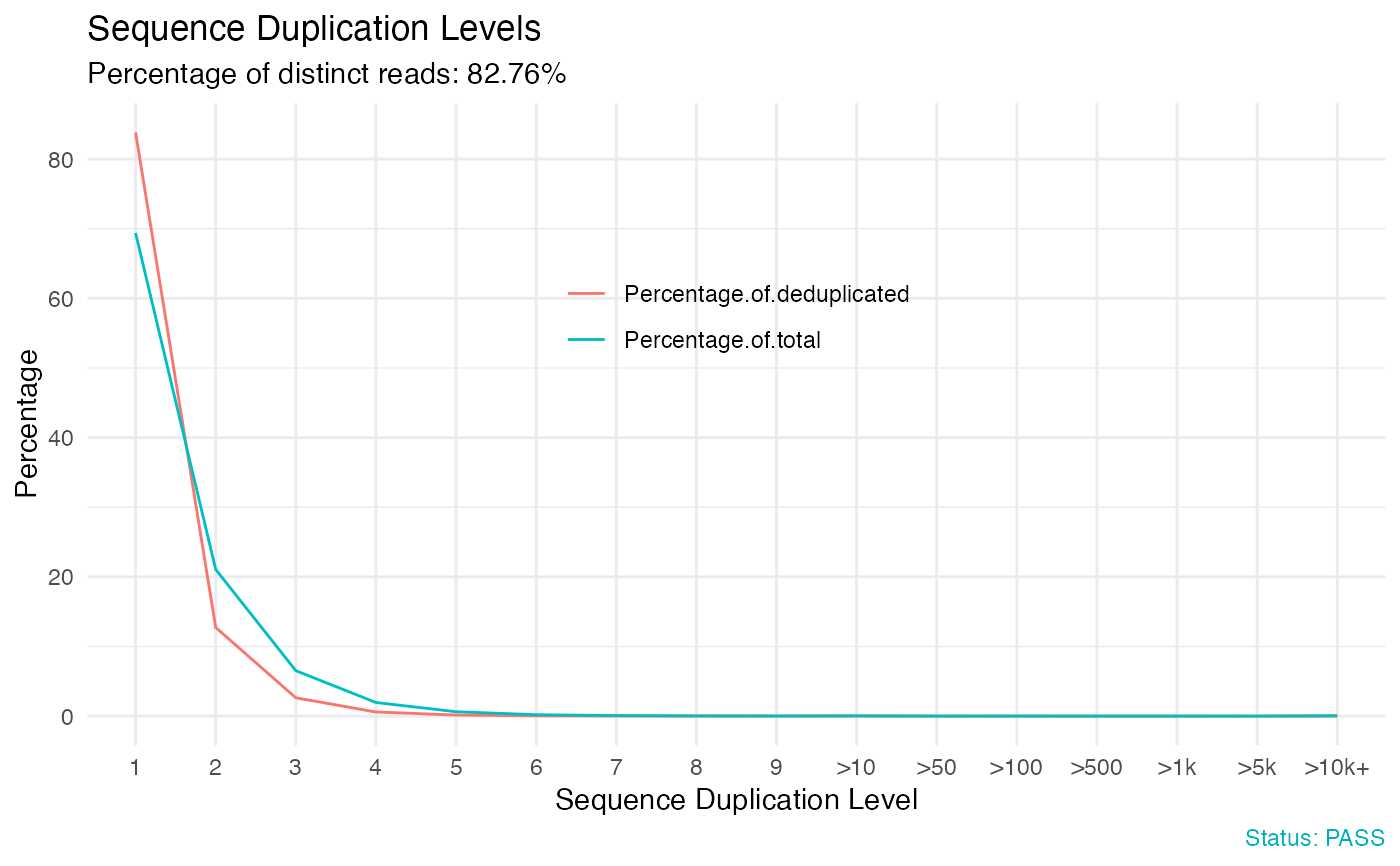 Sequence Duplication Levels
Percentage of distinct reads: 82.76%
80
60
40
20
0
Percentage
Percentage.of.deduplicated
Percentage.of.total
1 2 3 4 5 6 7 8 9 >10 >50 >100 >500 >1k >5k >10k+
Sequence Duplication Level
Status: PASS